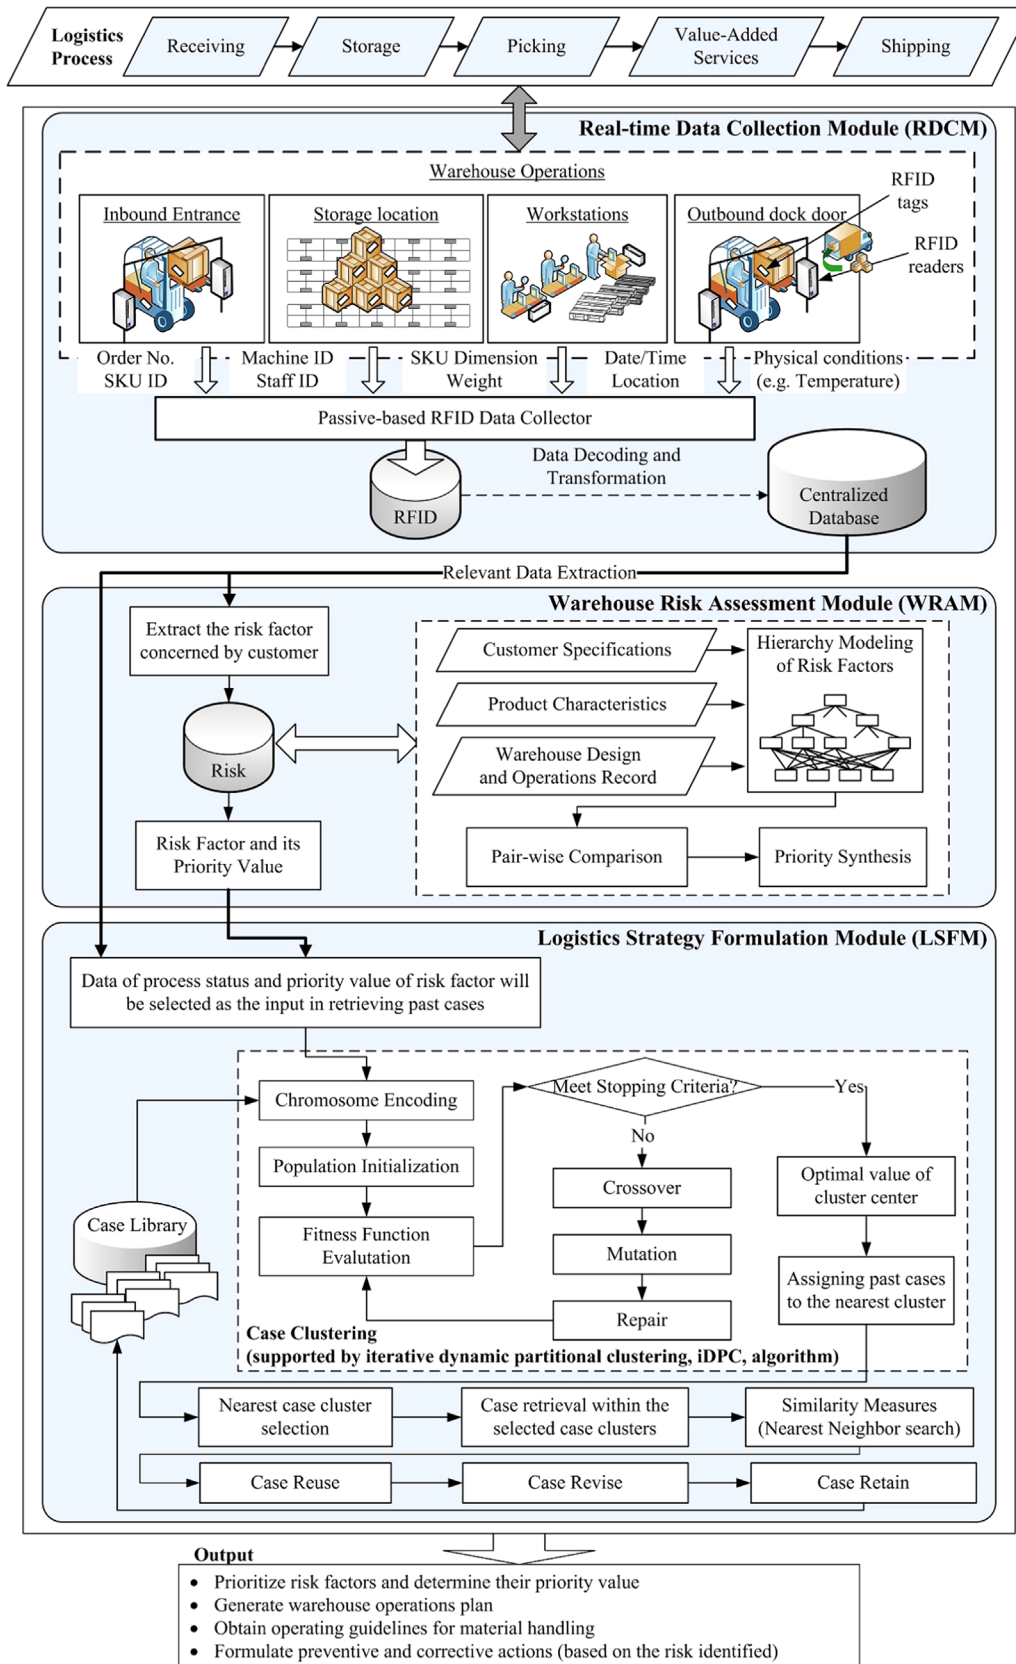 Logistics
Process
Receiving
Storage
Picking
Value-Added
Services
Shipping
Real-time Data Collection Module (RDCM)
Warehouse Operations
Inbound Entrance
Storage location
Workstations
Outbound dock door
RFID
tags
RFID
readers
Order No.
SKU ID
Machine ID
Staff ID
SKU Dimension
Weight
Date/Time
Location
Physical conditions
(e.g. Temperature)
Passive-based RFID Data Collector
RFID
Data Decoding and
Transformation
Centralized
Database
Relevant Data Extraction
Warehouse Risk Assessment Module (WRAM)
Extract the risk factor
concerned by customer
Risk
Risk Factor and its
Priority Value
Customer Specifications
Product Characteristics
Warehouse Design
and Operations Record
Hierarchy Modeling
of Risk Factors
Pair-wise Comparison
Priority Synthesis
Logistics Strategy Formulation Module (LSFM)
Data of process status and priority value of risk factor will
be selected as the input in retrieving past cases
Chromosome Encoding
Population Initialization
Fitness Function
Evalutation
Meet Stopping Criteria?
Yes
No
Crossover
Mutation
Repair
Optimal value of
cluster center
Assigning past cases
to the nearest cluster
Case Library
Case Clustering
(supported by iterative dynamic partitional clustering, iDPC, algorithm)
Nearest case cluster
selection
Case retrieval within the
selected case clusters
Similarity Measures
(Nearest Neighbor search)
Case Reuse
Case Revise
Case Retain
Output
• Prioritize risk factors and determine their priority value
• Generate warehouse operations plan
• Obtain operating guidelines for material handling
• Formulate preventive and corrective actions (based on the risk identified)